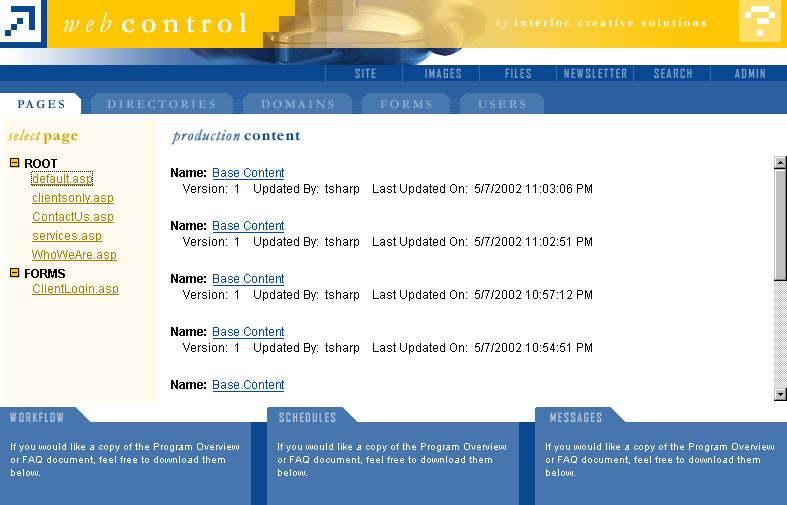 web control
by interloc creative solutions
SITE IMAGES FILES NEWSLETTER SEARCH ADMIN
PAGES DIRECTORIES DOMAINS FORMS USERS
select page
production content
ROOT
default.asp
clientsonly.asp
ContactUs.asp
services.asp
WhoWeAre.asp
FORMS
ClientLogin.asp
Name: Base Content
Version: 1 Updated By: tsharp Last Updated On: 5/7/2002 11:03:06 PM
Name: Base Content
Version: 1 Updated By: tsharp Last Updated On: 5/7/2002 11:02:51 PM
Name: Base Content
Version: 1 Updated By: tsharp Last Updated On: 5/7/2002 10:57:12 PM
Name: Base Content
Version: 1 Updated By: tsharp Last Updated On: 5/7/2002 10:54:51 PM
Name: Base Content
WORKFLOW
If you would like a copy of the Program Overview
or FAQ document, feel free to download them
below.
SCHEDULES
If you would like a copy of the Program Overview
or FAQ document, feel free to download them
below.
MESSAGES
If you would like a copy of the Program Overview
or FAQ document, feel free to download them
below.